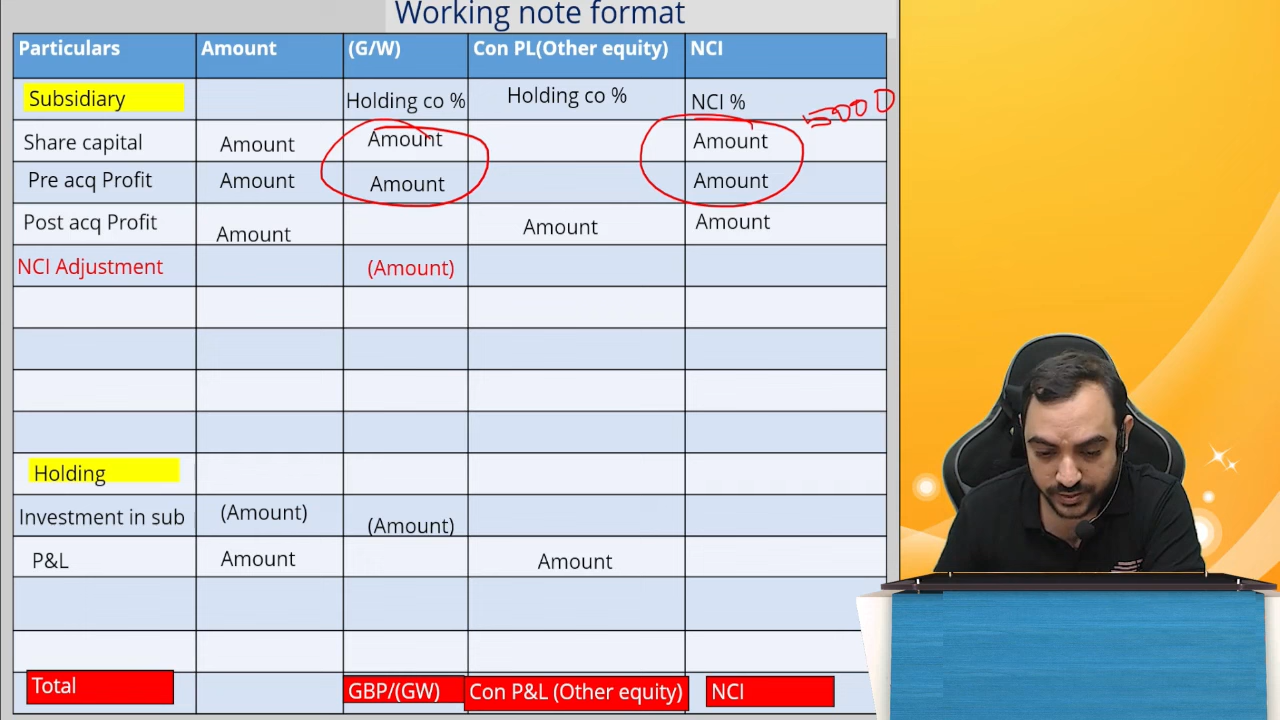 Working note format
Particulars Amount (G/W) Con PL(Other equity) NCI
Subsidiary Holding co % Holding co % NCI %
5000
Share capital Amount Amount Amount
Pre acq Profit Amount Amount Amount
Post acq Profit Amount Amount Amount
NCI Adjustment (Amount)
Holding
Investment in sub (Amount) (Amount)
P&L Amount Amount
Total GBP/(GW) Con P&L (Other equity) NCI